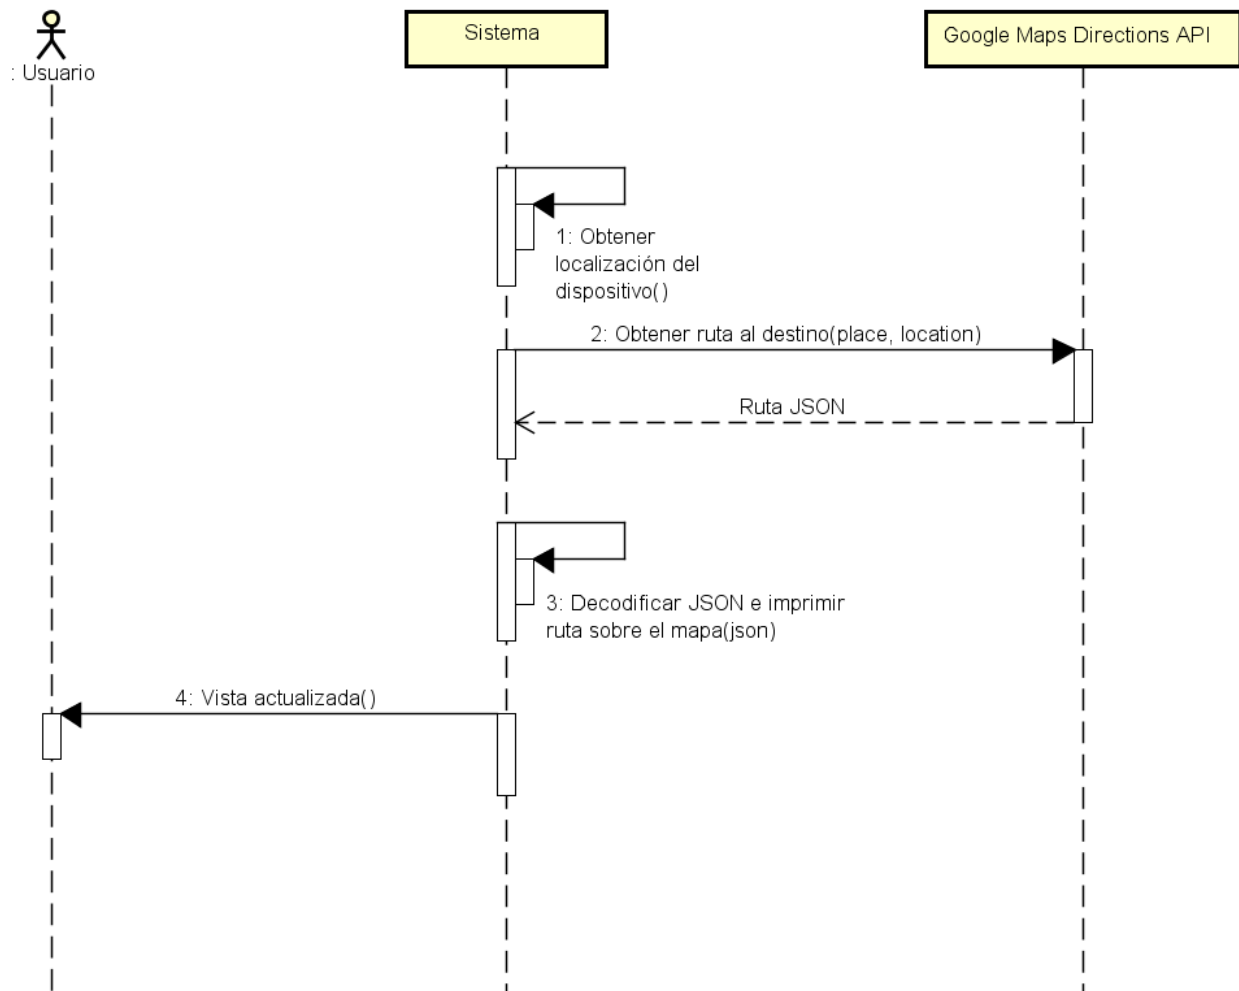 : Usuario
Sistema
Google Maps Directions API
1: Obtener
localización del
dispositivo()
2: Obtener ruta al destino(place, location)
Ruta JSON
3: Decodificar JSON e imprimir
ruta sobre el mapa(json)
4: Vista actualizada()